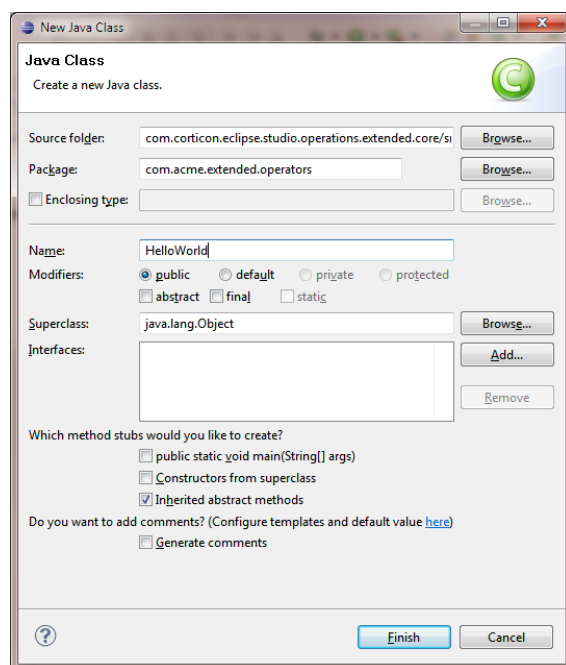 New Java Class
Java Class
Create a new Java class.
C
Source folder: com.corticon.eclipse.studio.operations.extended.core/sr Browse...
Package: com.acme.extended.operators Browse...
Enclosing type: Browse...
Name: HelloWorld
Modifiers: public default private protected
abstract final static
Superclass: java.lang.Object Browse...
Interfaces: Add...
Remove
Which method stubs would you like to create?
public static void main(String[] args)
Constructors from superclass
Inherited abstract methods
Do you want to add comments? (Configure templates and default value here)
Generate comments
? Finish Cancel